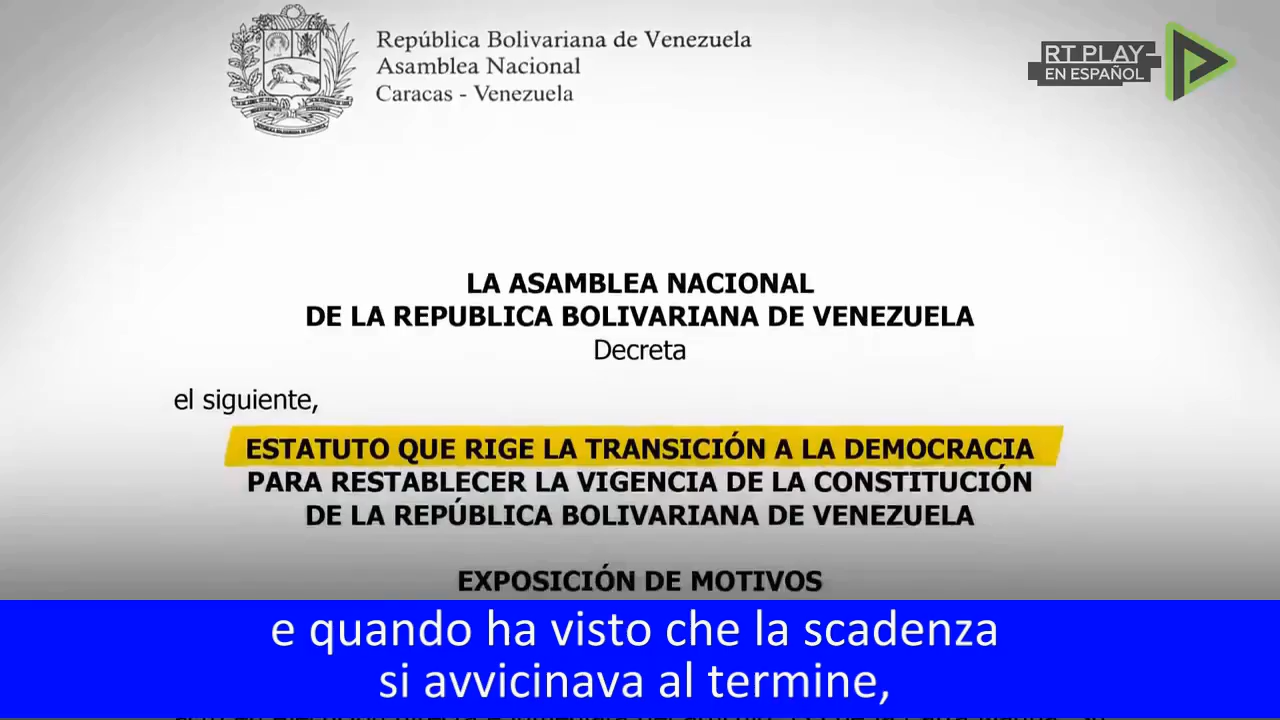 República Bolivariana de Venezuela
Asamblea Nacional
Caracas - Venezuela
RT PLAY
EN ESPAÑOL
LA ASAMBLEA NACIONAL
DE LA REPUBLICA BOLIVARIANA DE VENEZUELA
Decreta
el siguiente,
ESTATUTO QUE RIGE LA TRANSICIÓN A LA DEMOCRACIA
PARA RESTABLECER LA VIGENCIA DE LA CONSTITUCIÓN
DE LA REPÚBLICA BOLIVARIANA DE VENEZUELA
EXPOSICIÓN DE MOTIVOS
e quando ha visto che la scadenza
si avvicinava al termine,